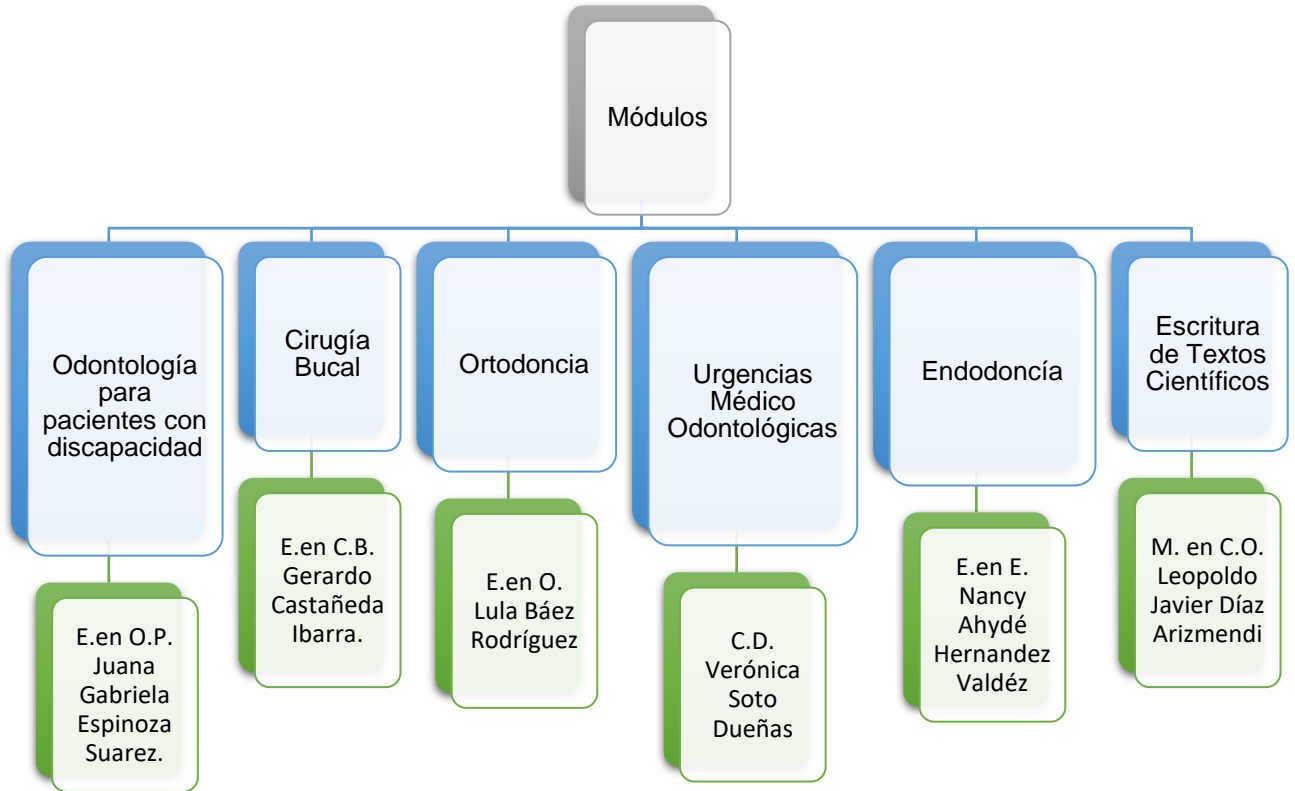 Módulos
Odontología
para
pacientes con
discapacidad
Cirugía
Bucal
Ortodoncia
Urgencias
Médico
Odontológicas
Endodoncía
Escritura
de Textos
Científicos
E.en O.P.
Juana
Gabriela
Espinoza
Suarez.
E.en C.B.
Gerardo
Castañeda
Ibarra.
E.en O.
Lula Báez
Rodríguez
C.D.
Verónica
Soto
Dueñas
E.en E.
Nancy
Ahydé
Hernandez
Valdéz
M. en C.O.
Leopoldo
Javier Díaz
Arizmendi